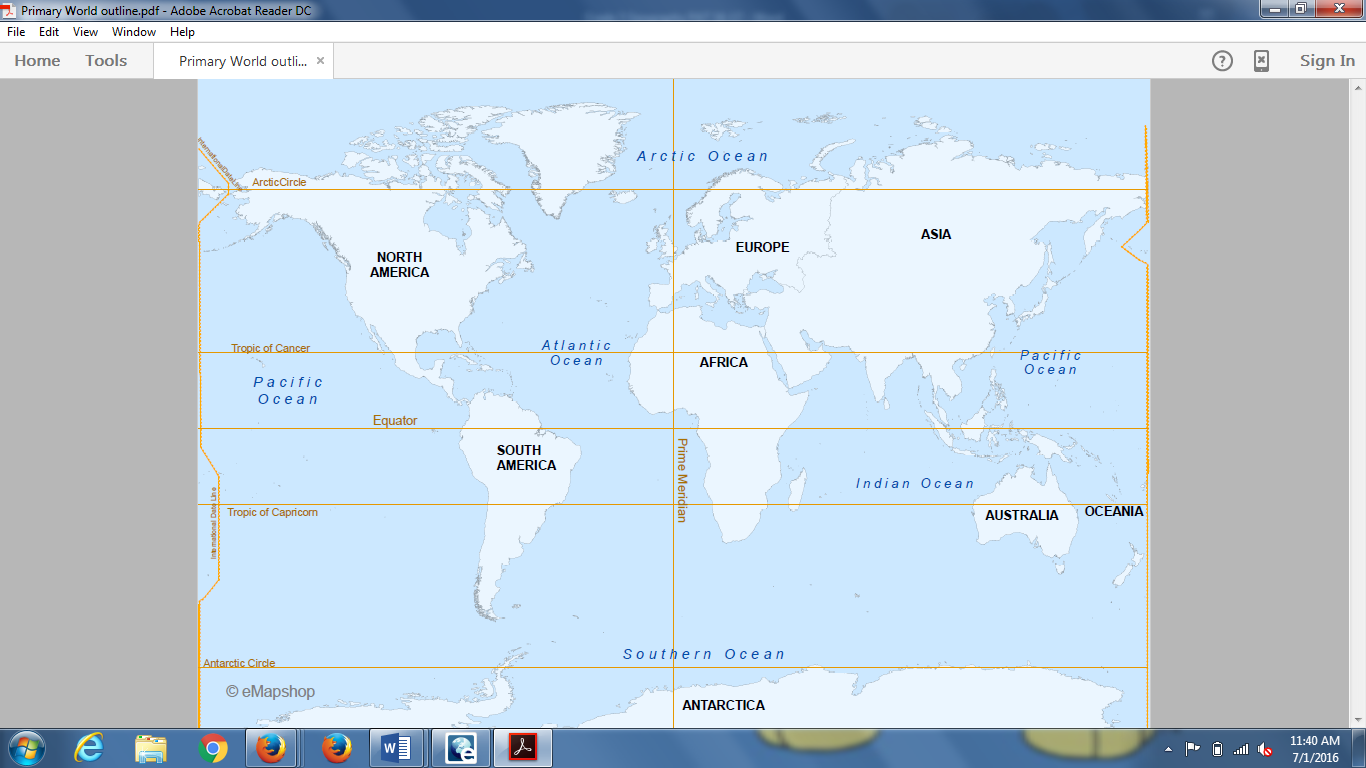 Primary World outline.pdf - Adobe Acrobat Reader DC
File Edit View Window Help
Home Tools Primary World outli... × ? Sign In
Arctic Ocean
International Date Line
ArcticCircle
ASIA
EUROPE
NORTH
AMERICA
Atlantic
Ocean
Tropic of Cancer
Pacific
Ocean
AFRICA
Pacific
Ocean
Equator
SOUTH
AMERICA
Prime Meridian
Indian Ocean
International Date Line
Tropic of Capricorn
AUSTRALIA
OCEANIA
Southern Ocean
Antarctic Circle
© eMapshop
ANTARCTICA
W
11:40 AM
7/1/2016